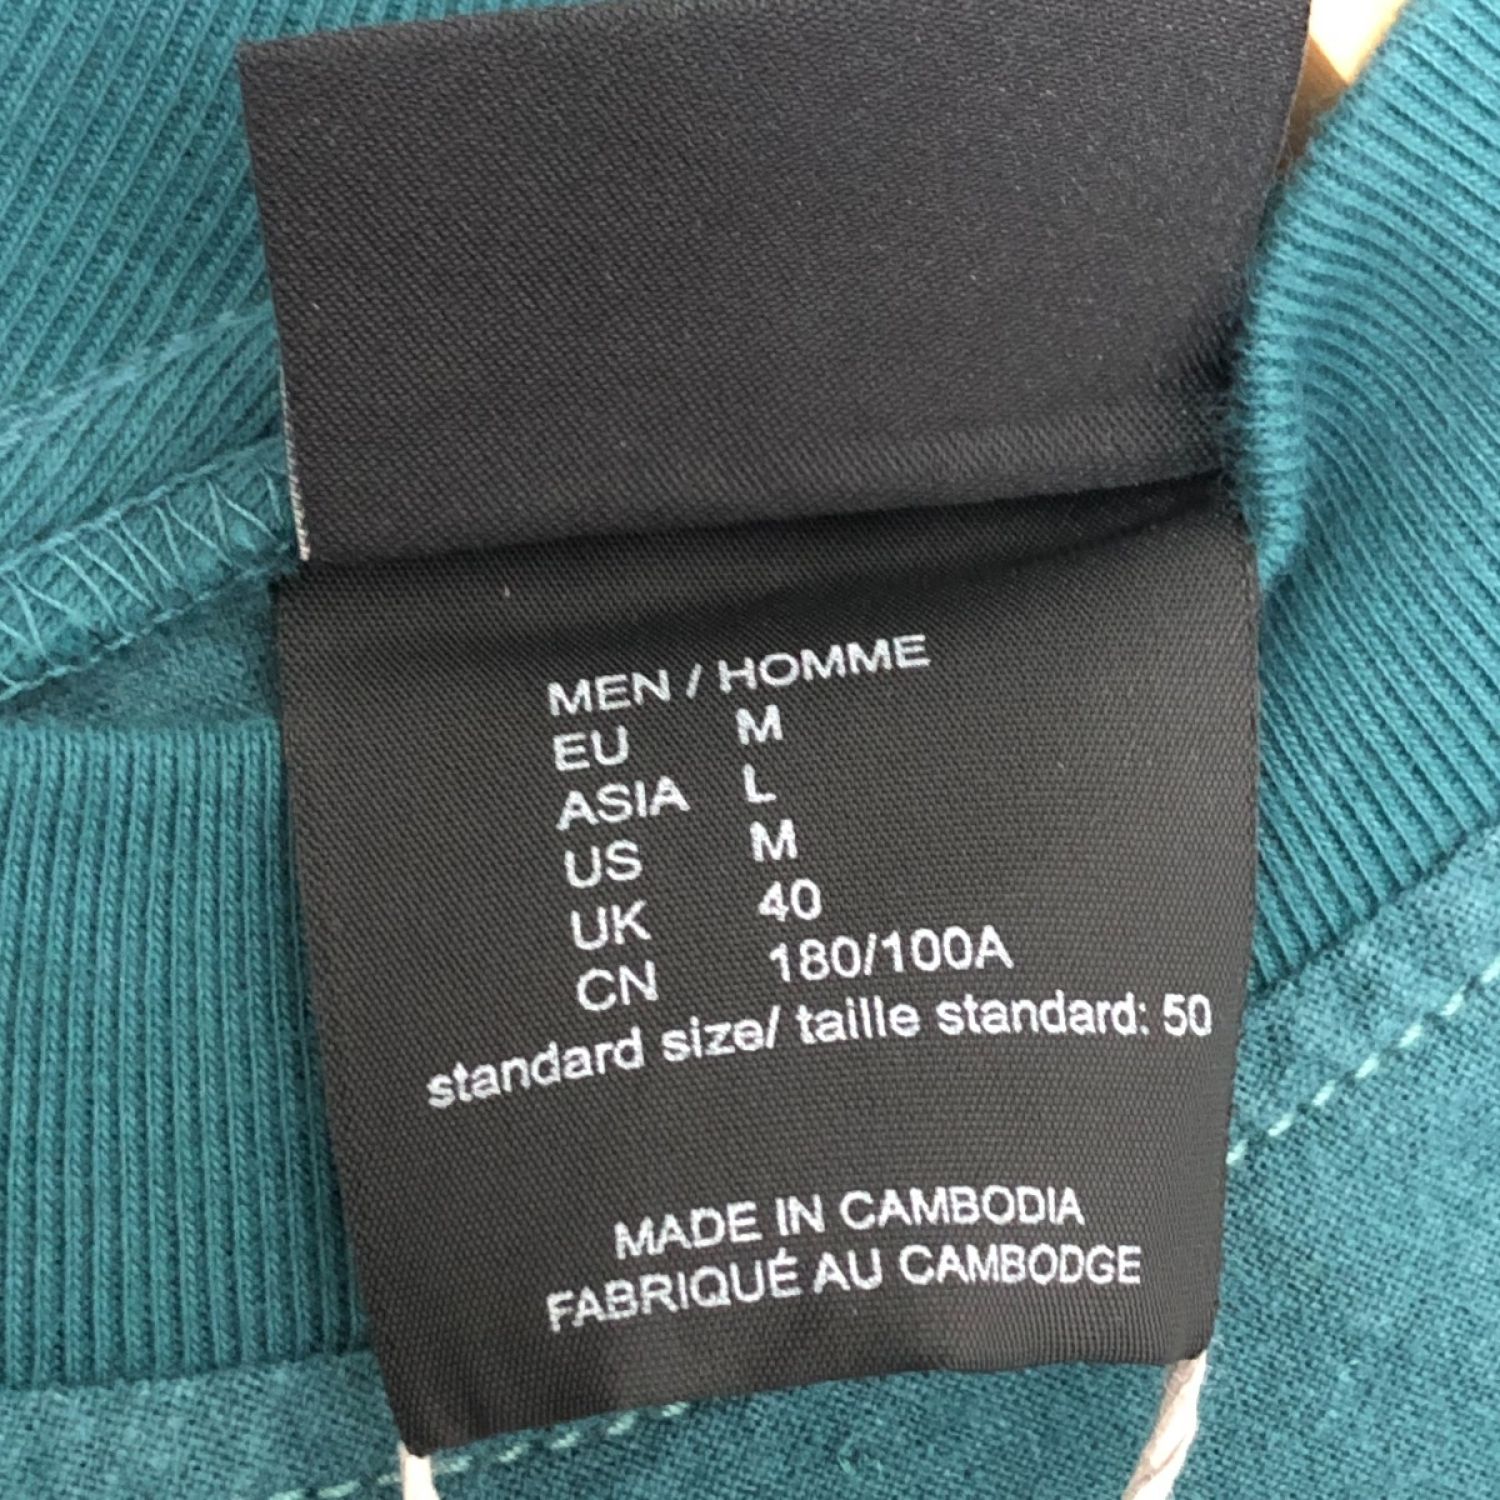 MEN / HOMME
EU M
ASIA L
US M
UK 40
CN 180/100A
standard size/ taille standard: 50
MADE IN CAMBODIA
FABRIQUÉ AU CAMBODGE